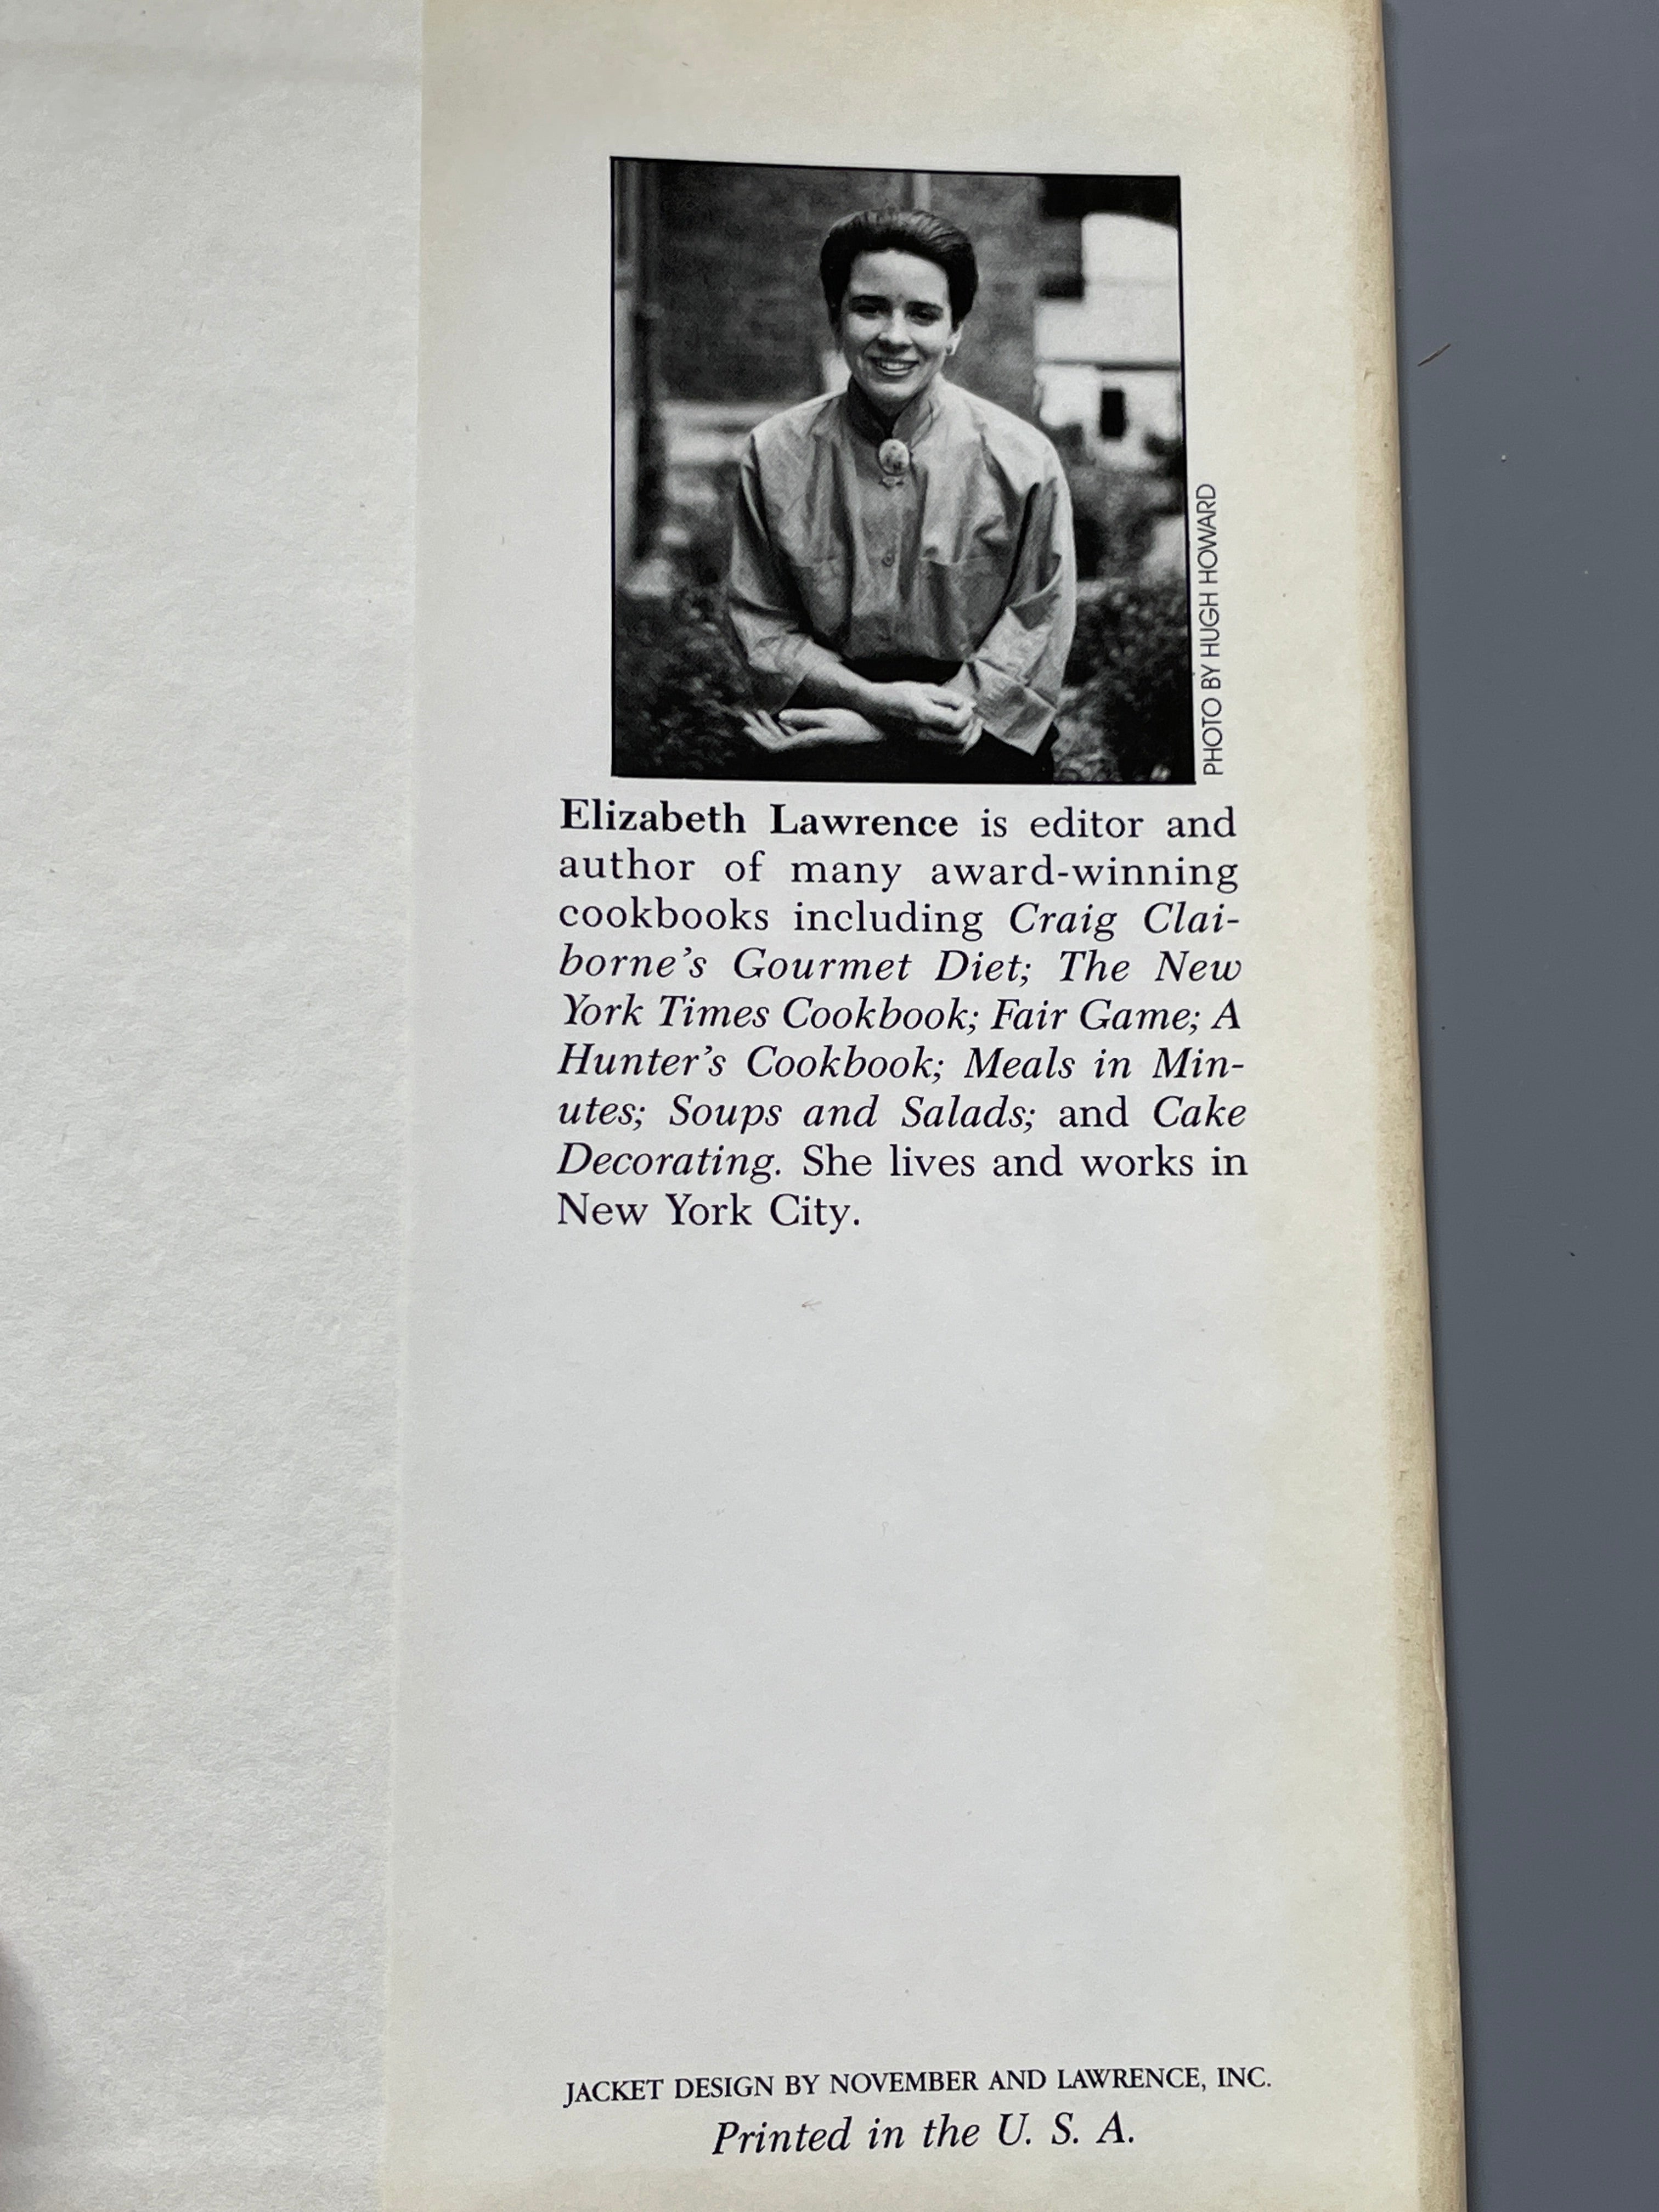 PHOTO BY HUGH HOWARD
Elizabeth Lawrence is editor and
author of many award-winning
cookbooks including Craig Clai-
borne's Gourmet Diet; The New
York Times Cookbook; Fair Game; A
Hunter's Cookbook; Meals in Min-
utes; Soups and Salads; and Cake
Decorating. She lives and works in
New York City.
JACKET DESIGN BY NOVEMBER AND LAWRENCE, INC.
Printed in the U. S. A.